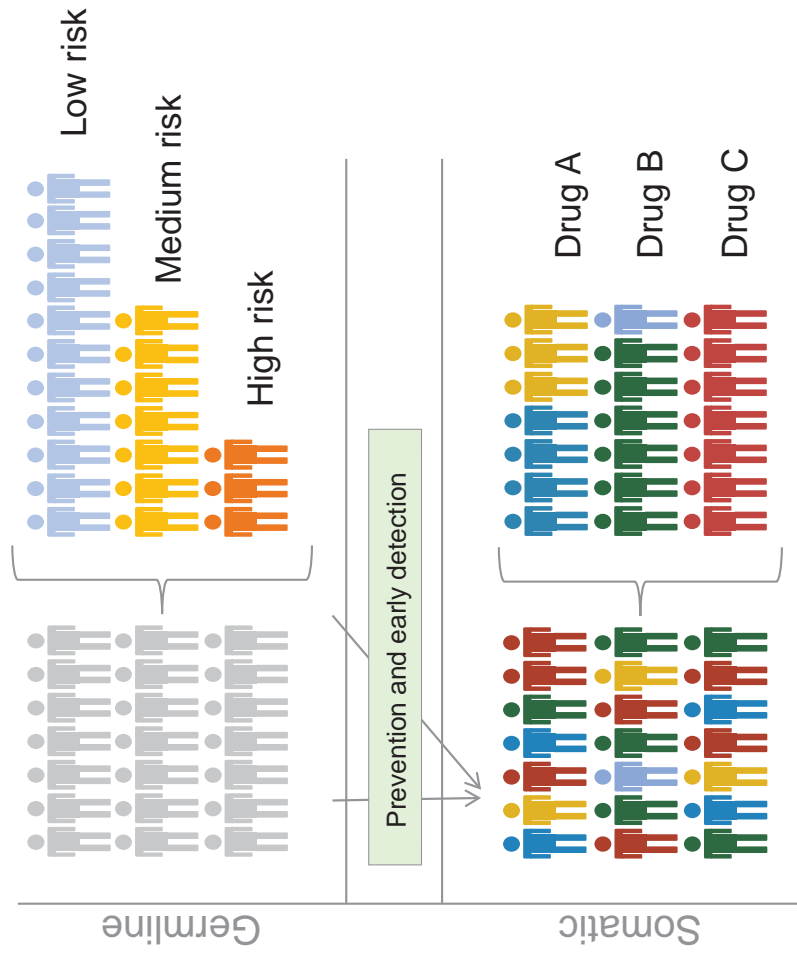 Germline
Low risk
Medium risk
High risk
Prevention and early detection
Somatic
Drug A
Drug B
Drug C